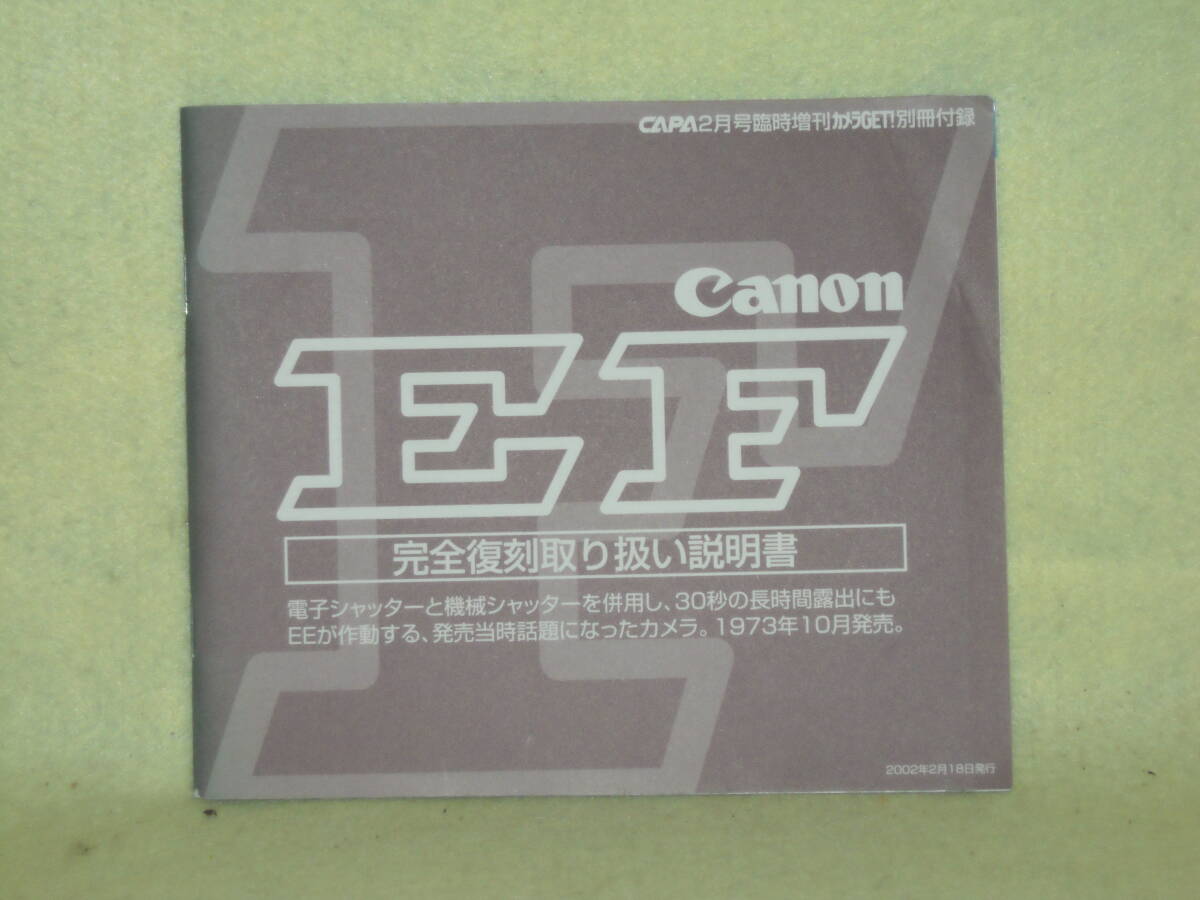 CAPA2月号臨時増刊カメラGET!別冊付録
Canon
EF
完全復刻取り扱い説明書
電子シャッターと機械シャッターを併用し、30秒の長時間露出にも
EEが作動する、発売当時話題になったカメラ。1973年10月発売。
2002年2月18日発行